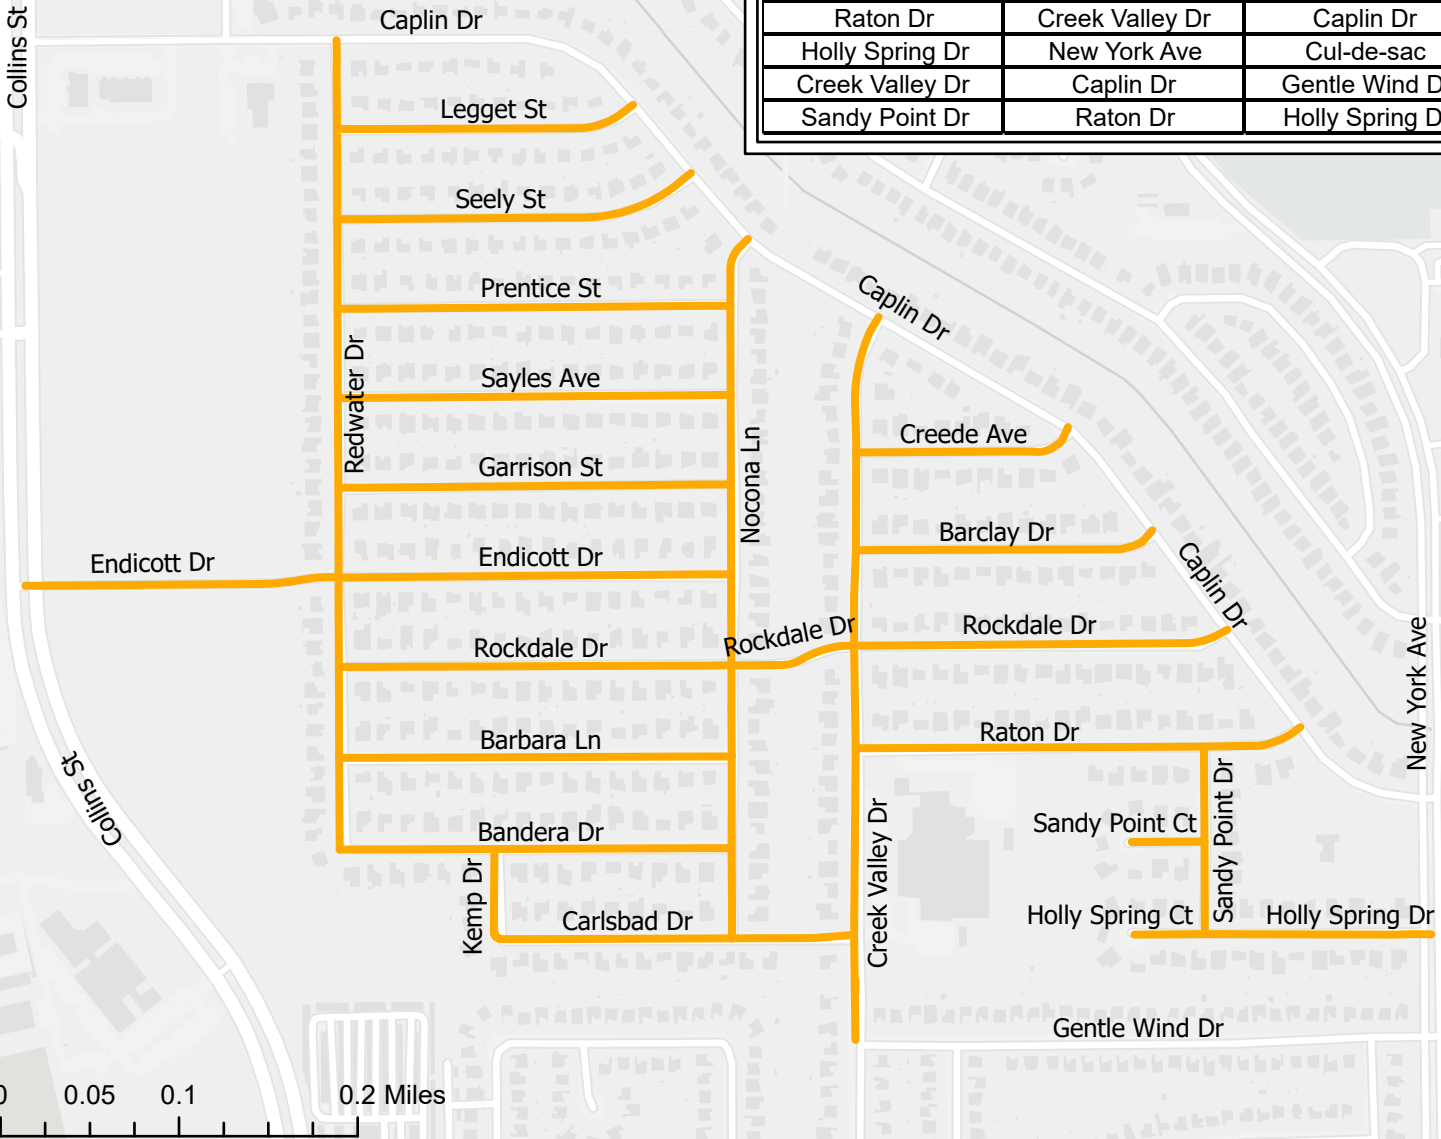 Collins St
Caplin Dr
Raton Dr Creek Valley Dr Caplin Dr
Holly Spring Dr New York Ave Cul-de-sac
Creek Valley Dr Caplin Dr Gentle Wind D
Sandy Point Dr Raton Dr Holly Spring D
Legget St
Seely St
Prentice St
Caplin Dr
Redwater Dr
Sayles Ave
Nocona Ln
Creede Ave
Garrison St
Barclay Dr
Endicott Dr
Endicott Dr
Caplin Dr
Rockdale Dr
Rockdale Dr
Rockdale Dr
New York Ave
Raton Dr
Barbara Ln
Collins St
Sandy Point Dr
Sandy Point Ct
Creek Valley Dr
Bandera Dr
Kemp Dr
Carlsbad Dr
Holly Spring Ct
Holly Spring Dr
Gentle Wind Dr
0 0.05 0.1 0.2 Miles